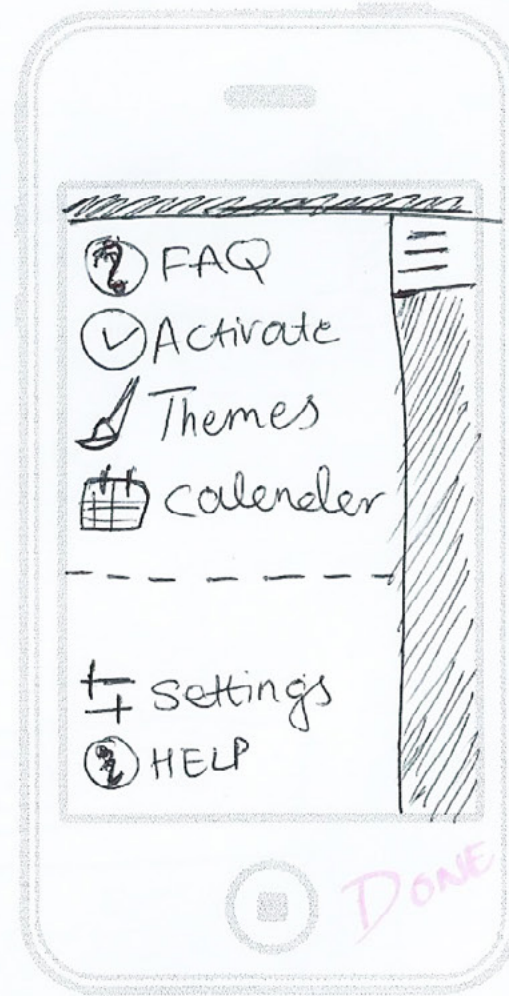 FAQ
Activate
Themes
Calender
Settings
HELP
DONE